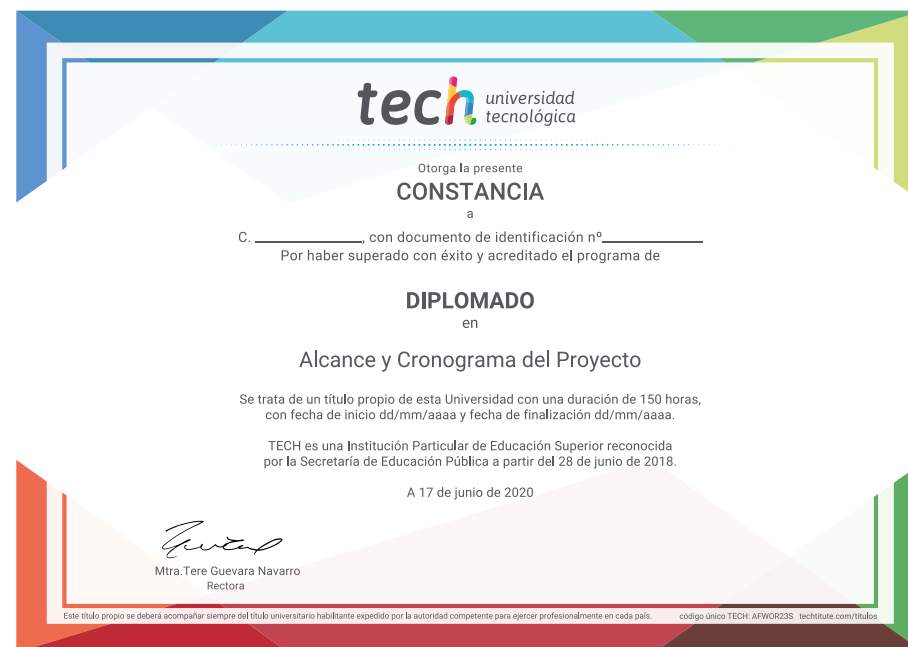 tech universidad
tecnológica
Otorga la presente
CONSTANCIA
a
C. ____________, con documento de identificación nº____________
Por haber superado con éxito y acreditado el programa de
DIPLOMADO
en
Alcance y Cronograma del Proyecto
Se trata de un título propio de esta Universidad con una duración de 150 horas,
con fecha de inicio dd/mm/aaaa y fecha de finalización dd/mm/aaaa.
TECH es una Institución Particular de Educación Superior reconocida
por la Secretaría de Educación Pública a partir del 28 de junio de 2018.
A 17 de junio de 2020
Mtra.Tere Guevara Navarro
Rectora
Este título propio se deberá acompañar siempre del título universitario habilitante expedido por la autoridad competente para ejercer profesionalmente en cada país. código único TECH: AFWOR23S techtitute.com/titulos